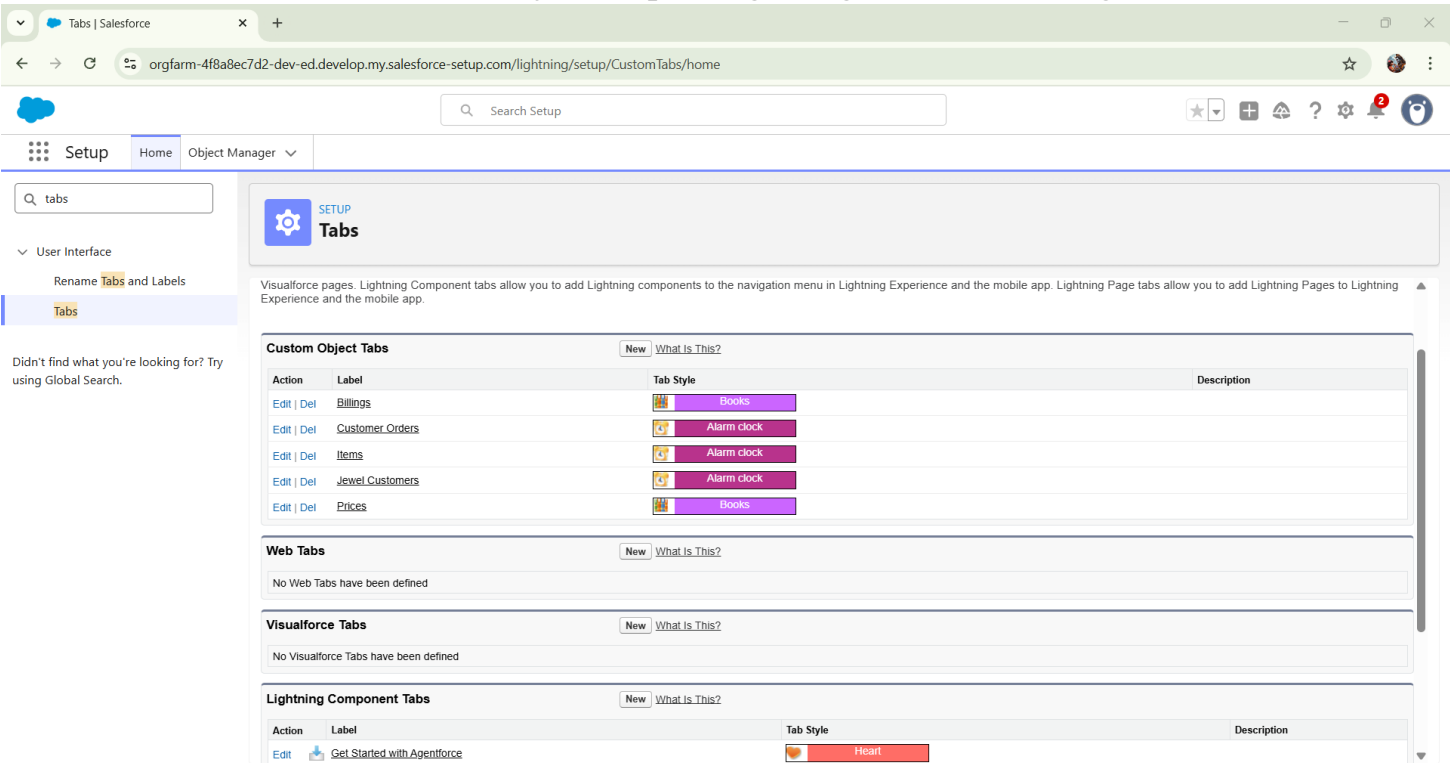 Tabs | Salesforce
orgfarm-4f8a8ec7d2-dev-ed.develop.my.salesforce-setup.com/lightning/setup/CustomTabs/home
Search Setup
2
Setup Home Object Manager
tabs
User Interface
Rename Tabs and Labels
Tabs
Didn't find what you're looking for? Try
using Global Search.
SETUP
Tabs
Visualforce pages. Lightning Component tabs allow you to add Lightning components to the navigation menu in Lightning Experience and the mobile app. Lightning Page tabs allow you to add Lightning Pages to Lightning
Experience and the mobile app.
Custom Object Tabs New What Is This?
Action Label Tab Style Description
Edit | Del Billings Books
Edit | Del Customer Orders Alarm clock
Edit | Del Items Alarm clock
Edit | Del Jewel Customers Alarm clock
Edit | Del Prices Books
Web Tabs New What Is This?
No Web Tabs have been defined
Visualforce Tabs New What Is This?
No Visualforce Tabs have been defined
Lightning Component Tabs New What Is This?
Action Label Tab Style Description
Edit Get Started with Agentforce Heart